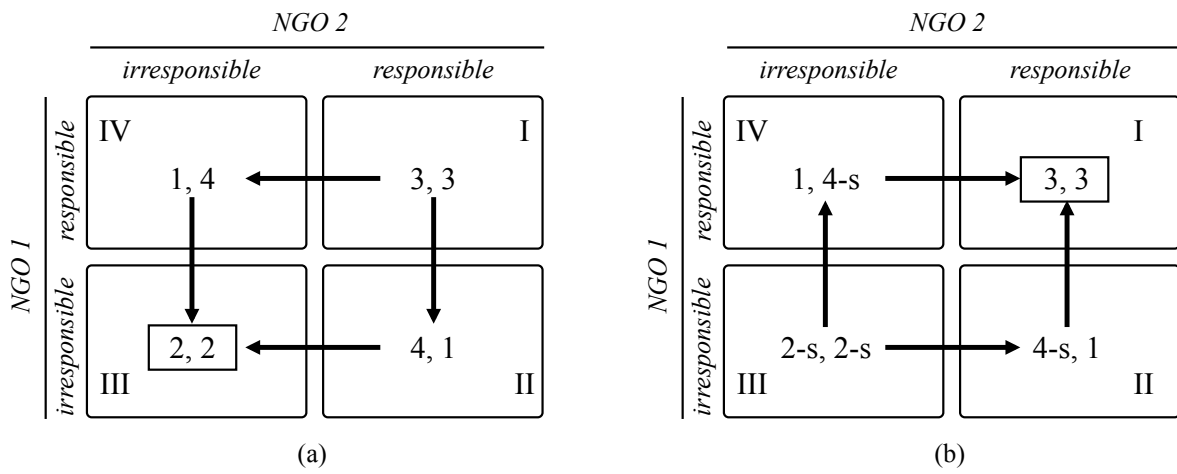 NGO 2
irresponsible responsible
NGO 1
responsible
irresponsible
IV
1, 4
I
3, 3
2, 2
III
4, 1
II
(a)
NGO 2
irresponsible responsible
NGO 1
responsible
irresponsible
IV
1, 4-s
I
3, 3
2-s, 2-s
III
4-s, 1
II
(b)